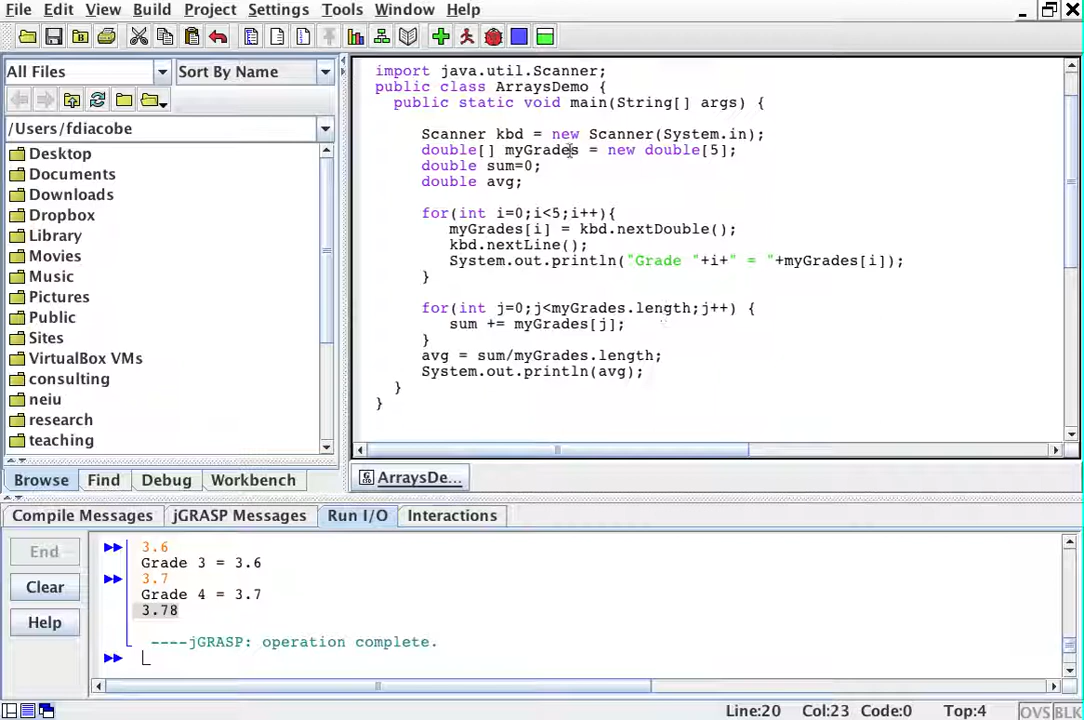 File Edit View Build Project Settings Tools Window Help
All Files Sort By Name
/Users/fdiacobe
Desktop
Documents
Downloads
Dropbox
Library
Movies
Music
Pictures
Public
Sites
VirtualBox VMs
consulting
neiu
research
teaching
Browse Find Debug Workbench
import java.util.Scanner;
public class ArraysDemo {
public static void main(String[] args) {
Scanner kbd = new Scanner(System.in);
double[] myGrades = new double[5];
double sum=0;
double avg;
for(int i=0;i<5;i++){
myGrades[i] = kbd.nextDouble();
kbd.nextLine();
System.out.println("Grade "+i+" = "+myGrades[i]);
}
for(int j=0;j<myGrades.length;j++) {
sum += myGrades[j];
}
avg = sum/myGrades.length;
System.out.println(avg);
}
}
ArraysDe...
Compile Messages jGRASP Messages Run I/O Interactions
End
Clear
Help
3.6
Grade 3 = 3.6
3.7
Grade 4 = 3.7
3.78
----jGRASP: operation complete.
Line:20 Col:23 Code:0 Top:4 OVS BLK